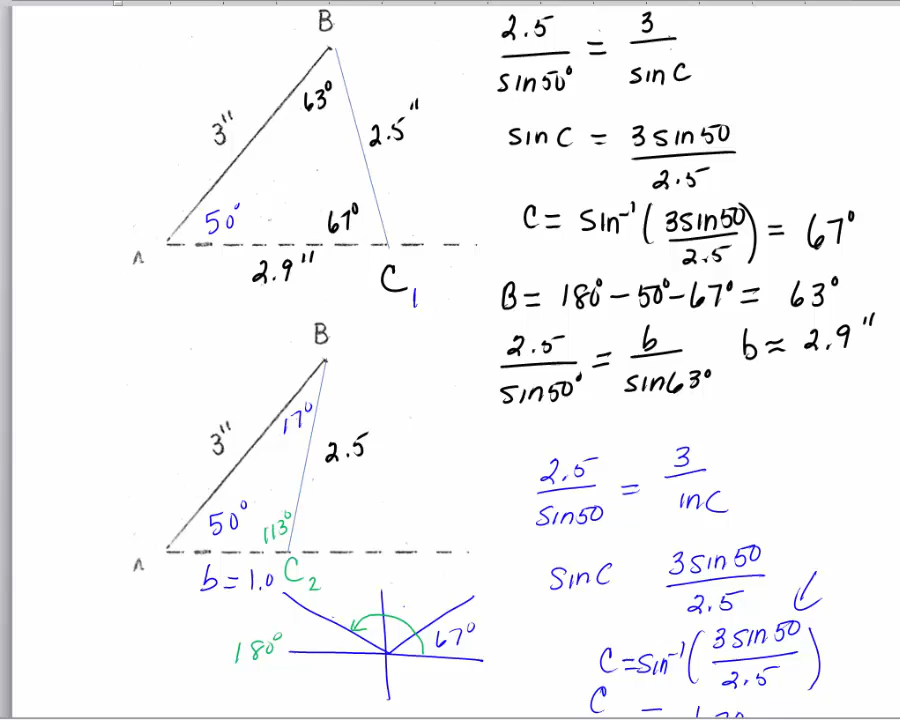 B
63°
3"
2.5"
50°
67°
A
2.9"
C₁
2.5/sin50° = 3/sinC
sinC = 3sin50/2.5
C = sin⁻¹(3sin50/2.5) = 67°
B = 180° - 50° - 67° = 63°
2.5/sin50° = b/sin63° b ≈ 2.9"
B
17°
3"
2.5
50°
113°
A
b = 1.0 C₂
180°
67°
2.5/sin50 = 3/inC
sinC 3sin50/2.5
C = sin⁻¹(3sin50/2.5)
C =